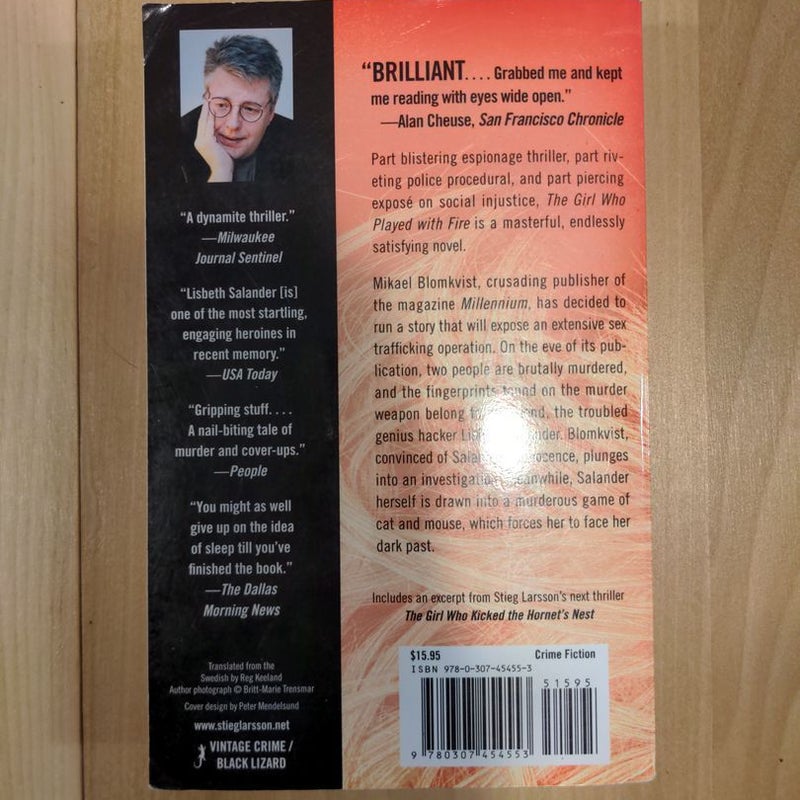 "A dynamite thriller."
—Milwaukee
Journal Sentinel
"Lisbeth Salander [is]
one of the most startling,
engaging heroines in
recent memory."
—USA Today
"Gripping stuff. . . .
A nail-biting tale of
murder and cover-ups."
—People
"You might as well
give up on the idea
of sleep till you've
finished the book."
—The Dallas
Morning News
Translated from the
Swedish by Reg Keeland
Author photograph © Britt-Marie Trensmar
Cover design by Peter Mendelsund
www.stieglarsson.net
VINTAGE CRIME /
BLACK LIZARD
"BRILLIANT. . . . Grabbed me and kept
me reading with eyes wide open."
—Alan Cheuse, San Francisco Chronicle
Part blistering espionage thriller, part riv-
eting police procedural, and part piercing
exposé on social injustice, The Girl Who
Played with Fire is a masterful, endlessly
satisfying novel.
Mikael Blomkvist, crusading publisher of
the magazine Millennium, has decided to
run a story that will expose an extensive sex
trafficking operation. On the eve of its pub-
lication, two people are brutally murdered,
and the fingerprints found on the murder
weapon belong the troubled
genius hacker Blomkvist,
convinced of plunges
into an investigation. Meanwhile, Salander
herself is drawn into a murderous game of
cat and mouse, which forces her to face her
dark past.
Includes an excerpt from Stieg Larsson's next thriller
The Girl Who Kicked the Hornet's Nest
$15.95 Crime Fiction
ISBN 978-0-307-45455-3
51595
9 780307 454553